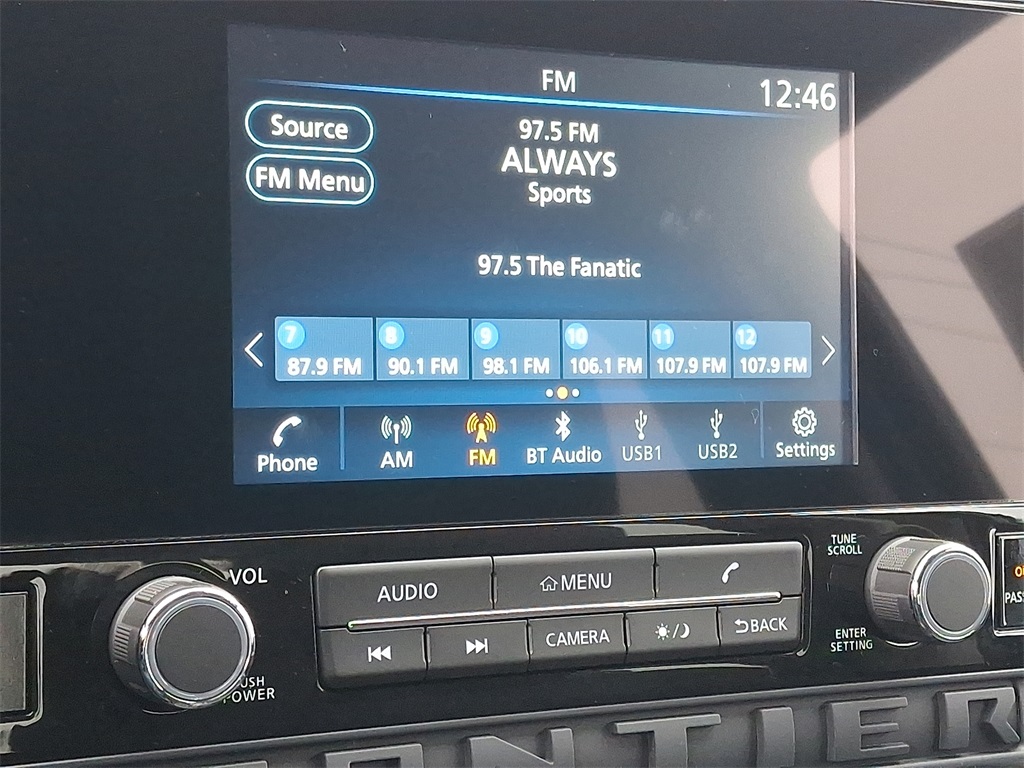 FM
12:46
Source
97.5 FM
ALWAYS
FM Menu
Sports
97.5 The Fanatic
7 8 9 10 11 12
87.9 FM 90.1 FM 98.1 FM 106.1 FM 107.9 FM 107.9 FM
Phone AM FM BT Audio USB1 USB2 Settings
VOL
AUDIO MENU
TUNE
SCROLL
CAMERA
BACK
ENTER
SETTING
PUSH
POWER
PASS
FRONTIER